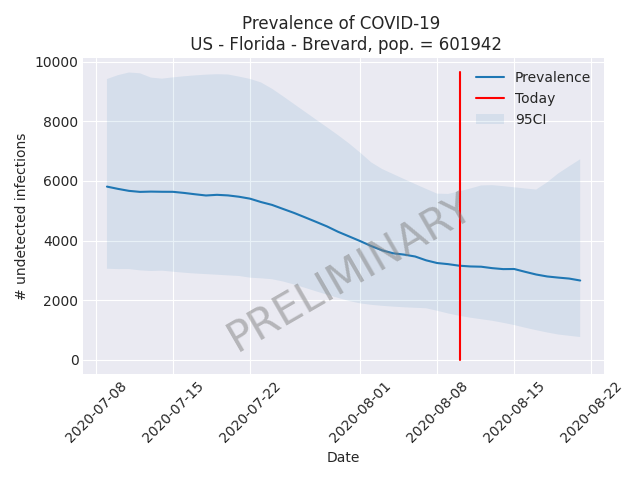 Prevalence of COVID-19
US - Florida - Brevard, pop. = 601942
10000
8000
6000
4000
2000
0
# undetected infections
Prevalence
Today
95CI
PRELIMINARY
2020-07-08
2020-07-15
2020-07-22
2020-08-01
2020-08-08
2020-08-15
2020-08-22
Date